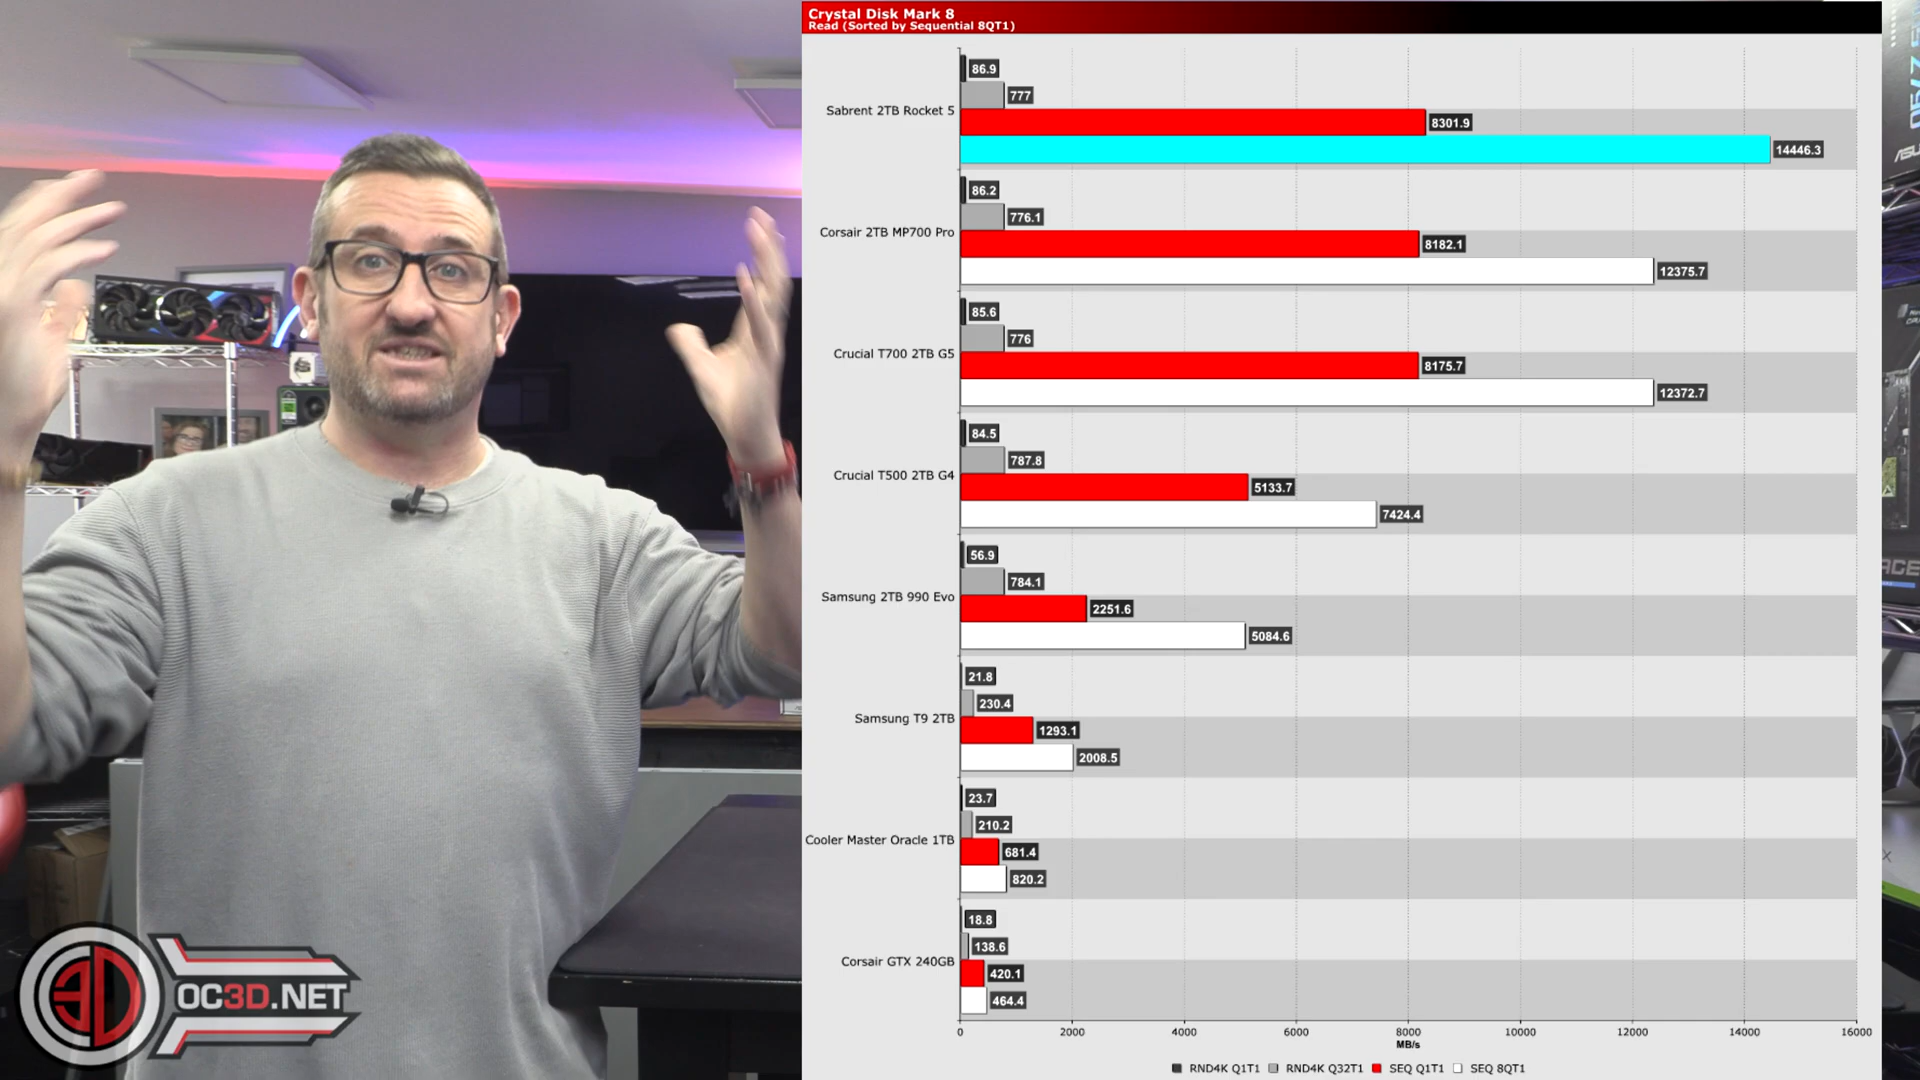 Crystal Disk Mark 8
Read (Sorted by Sequential 8QT1)
86.9
777
Sabrent 2TB Rocket 5
8301.9
14446.3
86.2
776.1
Corsair 2TB MP700 Pro
8182.1
12375.7
85.6
776
Crucial T700 2TB G5
8175.7
12372.7
84.5
787.8
Crucial T500 2TB G4
5133.7
7424.4
56.9
784.1
Samsung 2TB 990 Evo
2251.6
5084.6
21.8
230.4
Samsung T9 2TB
1293.1
2008.5
23.7
210.2
Cooler Master Oracle 1TB
681.4
820.2
18.8
138.6
Corsair GTX 240GB
420.1
464.4
0 2000 4000 6000 8000 10000 12000 14000 16000
MB/s
RND4K Q1T1 RND4K Q32T1 SEQ Q1T1 SEQ 8QT1
3D OC3D.NET